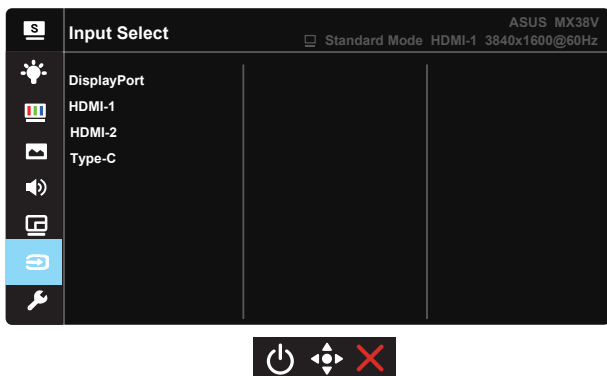 S
Input Select
ASUS MX38V
Standard Mode HDMI-1 3840x1600@60Hz
DisplayPort
HDMI-1
HDMI-2
Type-C